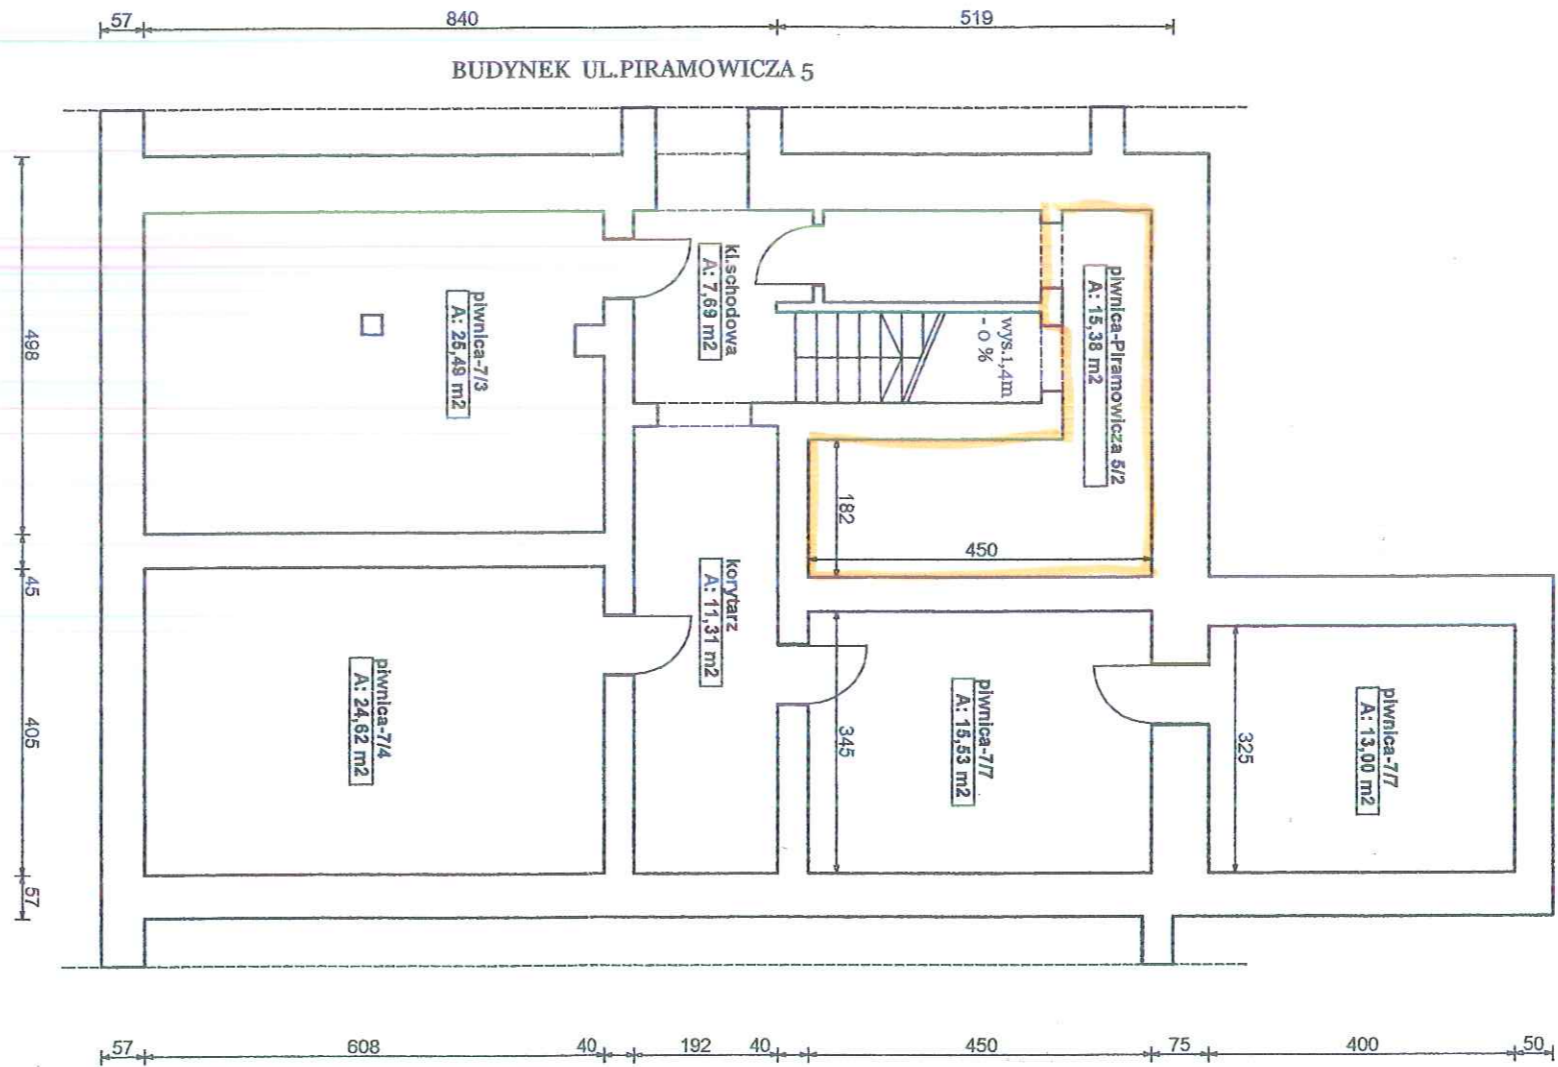 57
840
519
BUDYNEK UL.PIRAMOWICZA 5
498
45
405
57
piwnica-7/3
A: 25,49 m2
kl.schodowa
A: 7,69 m2
wys.1,4m
- 0 %
piwnica-Piramowicza 5/2
A: 15,38 m2
182
450
korytarz
A: 11,31 m2
piwnica-7/4
A: 24,62 m2
345
piwnica-7/7
A: 15,53 m2
325
piwnica-7/7
A: 13,00 m2
57
608
40
192
40
450
75
400
50